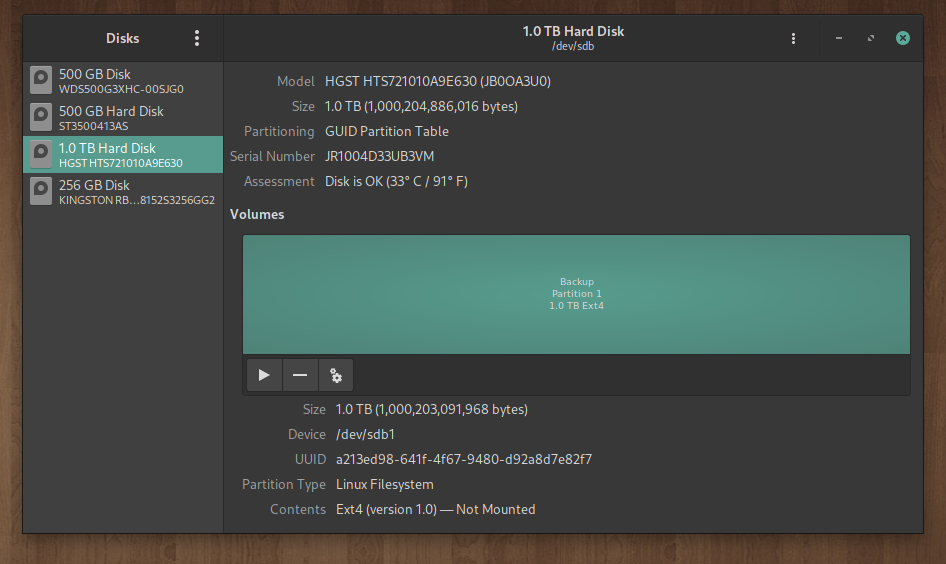 Disks
1.0 TB Hard Disk
/dev/sdb
500 GB Disk
WDS500G3XHC-00SJG0
500 GB Hard Disk
ST3500413AS
1.0 TB Hard Disk
HGST HTS721010A9E630
256 GB Disk
KINGSTON RB…8152S3256GG2
Model HGST HTS721010A9E630 (JB0OA3U0)
Size 1.0 TB (1,000,204,886,016 bytes)
Partitioning GUID Partition Table
Serial Number JR1004D33UB3VM
Assessment Disk is OK (33° C / 91° F)
Volumes
Backup
Partition 1
1.0 TB Ext4
Size 1.0 TB (1,000,203,091,968 bytes)
Device /dev/sdb1
UUID a213ed98-641f-4f67-9480-d92a8d7e82f7
Partition Type Linux Filesystem
Contents Ext4 (version 1.0) — Not Mounted